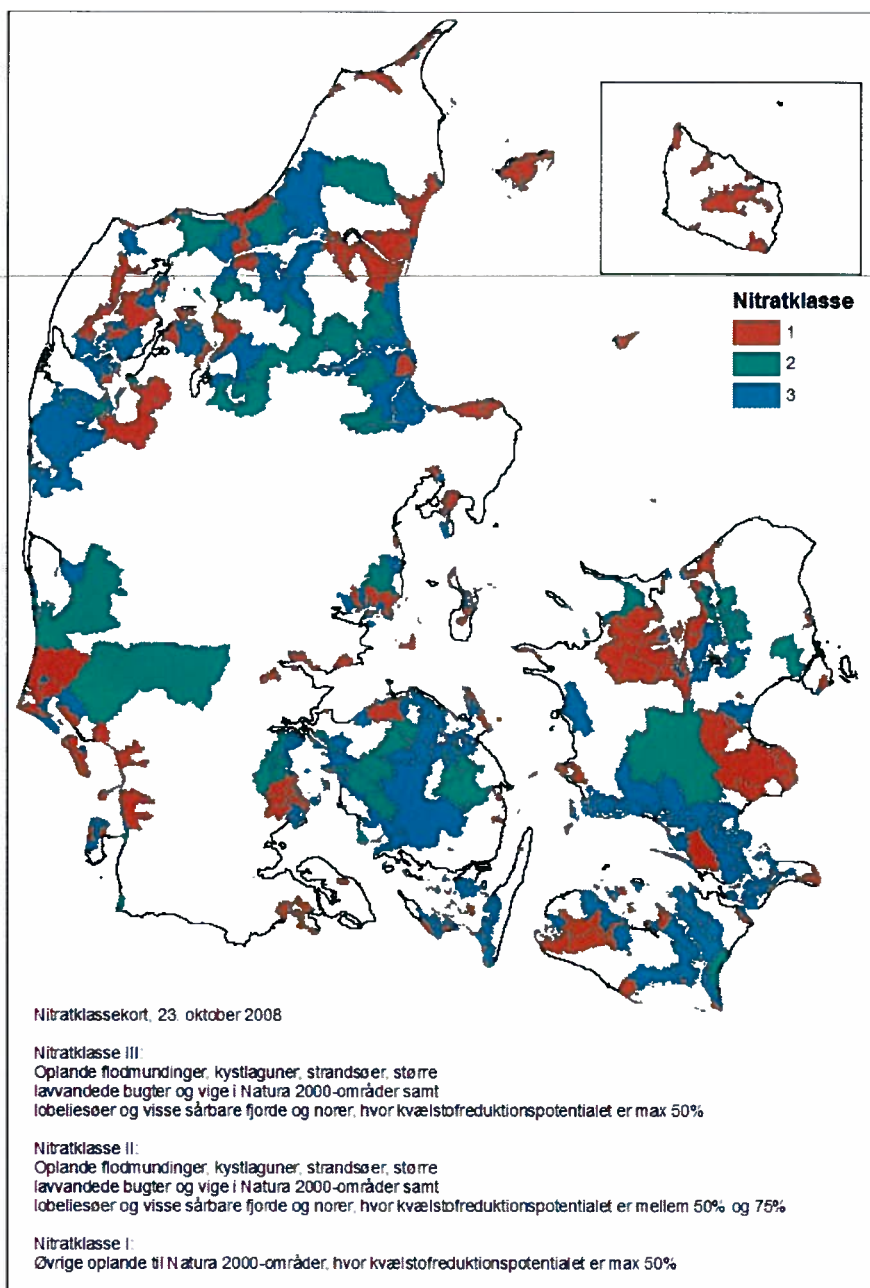 Nitratklasse
1
2
3
Nitratklassekort, 23. oktober 2008
Nitratklasse III:
Oplande flodmundinger, kystlaguner, strandsøer, større
lavvandede bugter og vige i Natura 2000-områder samt
lobeliesøer og visse sårbare fjorde og norer, hvor kvælstofreduktionspotentialet er max 50%
Nitratklasse II:
Oplande flodmundinger, kystlaguner, strandsøer, større
lavvandede bugter og vige i Natura 2000-områder samt
lobeliesøer og visse sårbare fjorde og norer, hvor kvælstofreduktionspotentialet er mellem 50% og 75%
Nitratklasse I:
Øvrige oplande til Natura 2000-områder, hvor kvælstofreduktionspotentialet er max 50%